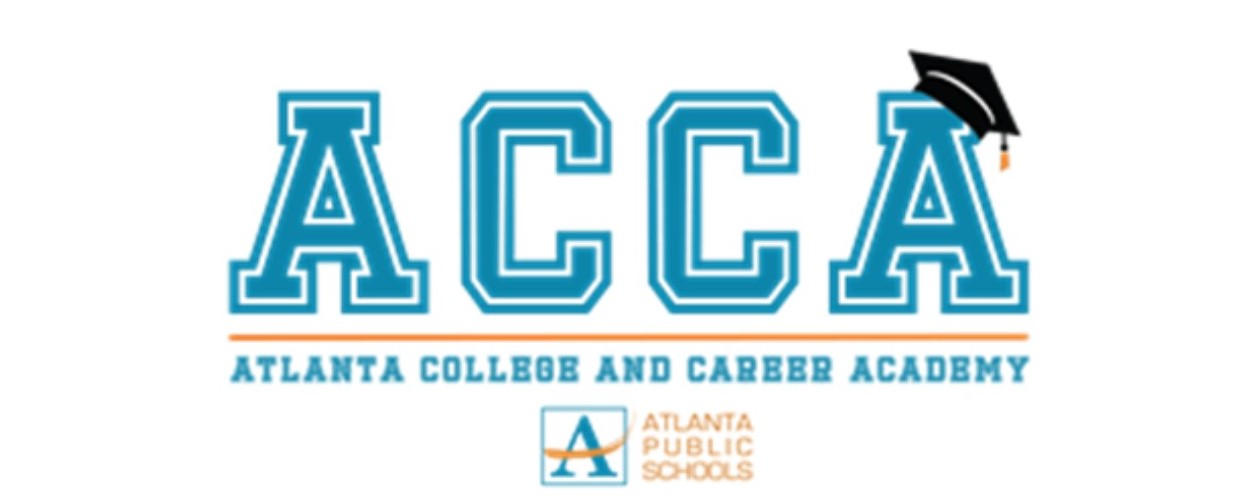 ACCA
ATLANTA COLLEGE AND CAREER ACADEMY
A
ATLANTA
PUBLIC
SCHOOLS